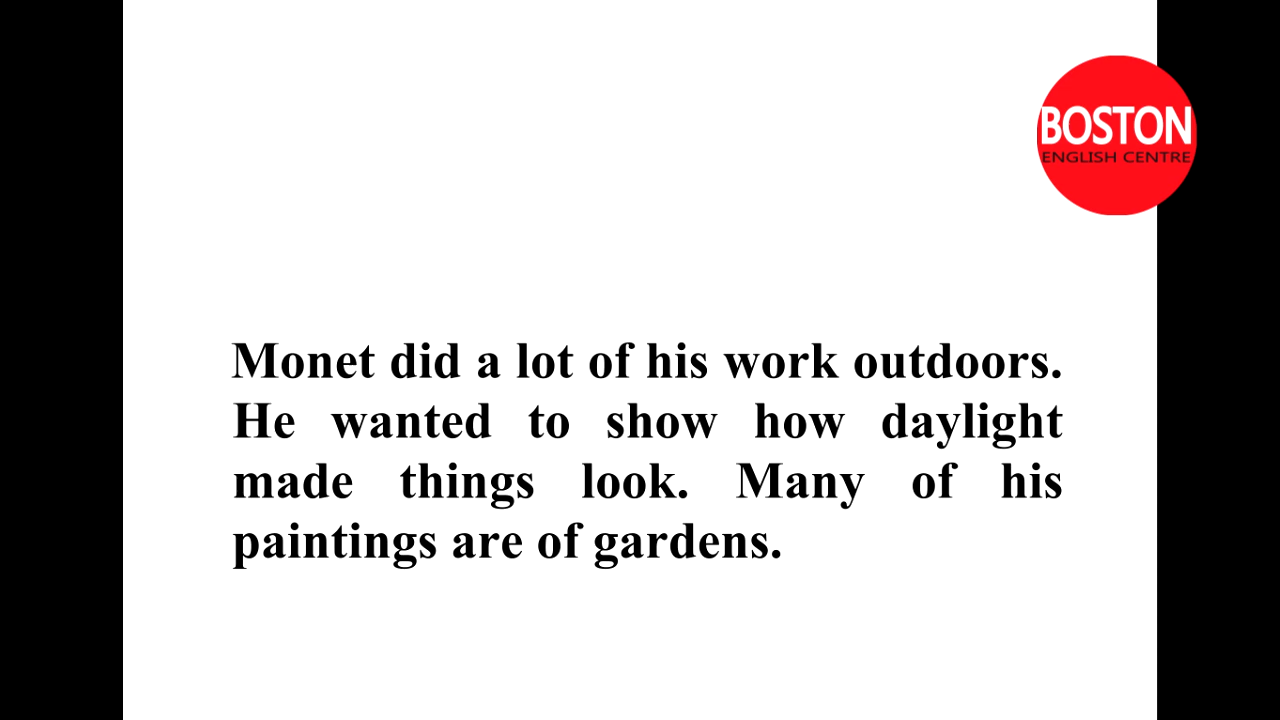 BOSTON
ENGLISH CENTRE
Monet did a lot of his work outdoors.
He wanted to show how daylight
made things look. Many of his
paintings are of gardens.